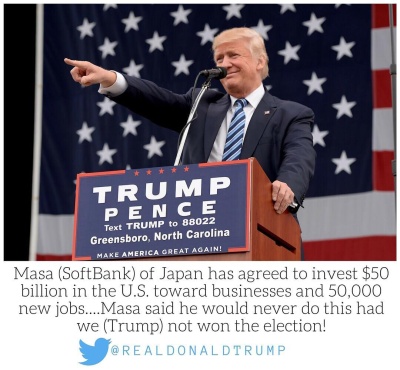 TRUMP
PENCE
Text TRUMP to 88022
Greensboro, North Carolina
MAKE AMERICA GREAT AGAIN!
Masa (SoftBank) of Japan has agreed to invest $50
billion in the U.S. toward businesses and 50,000
new jobs....Masa said he would never do this had
we (Trump) not won the election!
@REALDONALDTRUMP